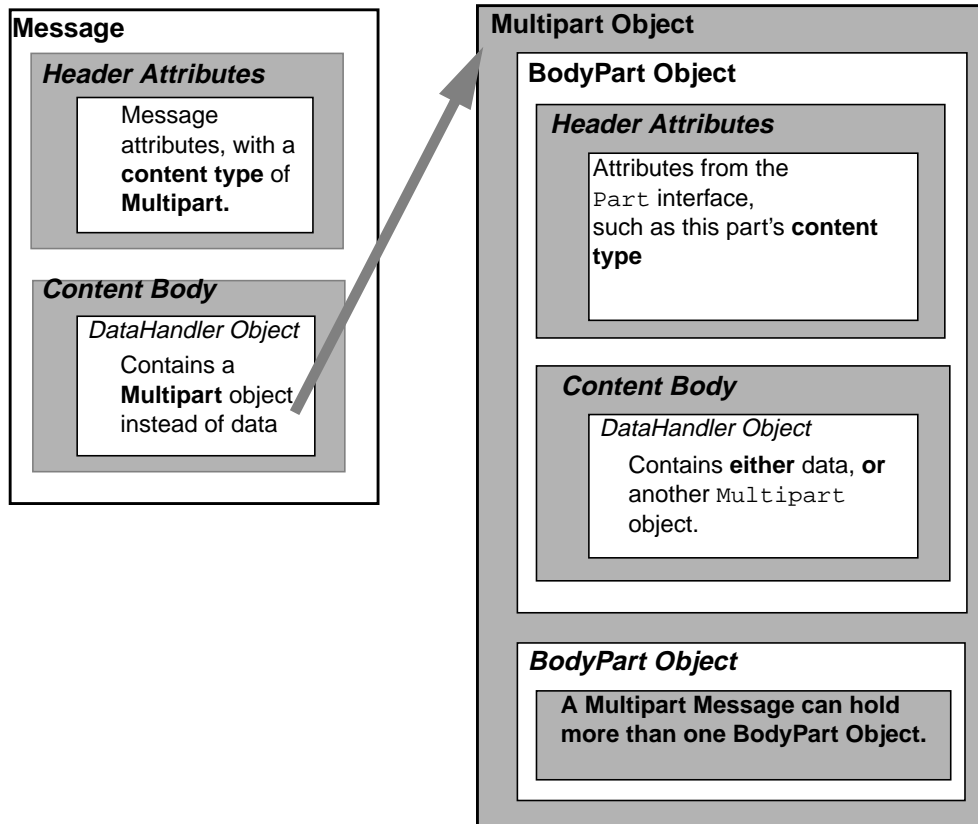 Message
Header Attributes
Message
attributes, with a
content type of
Multipart.
Content Body
DataHandler Object
Contains a
Multipart object
instead of data
Multipart Object
BodyPart Object
Header Attributes
Attributes from the
Part interface,
such as this part's content
type
Content Body
DataHandler Object
Contains either data, or
another Multipart
object.
BodyPart Object
A Multipart Message can hold
more than one BodyPart Object.